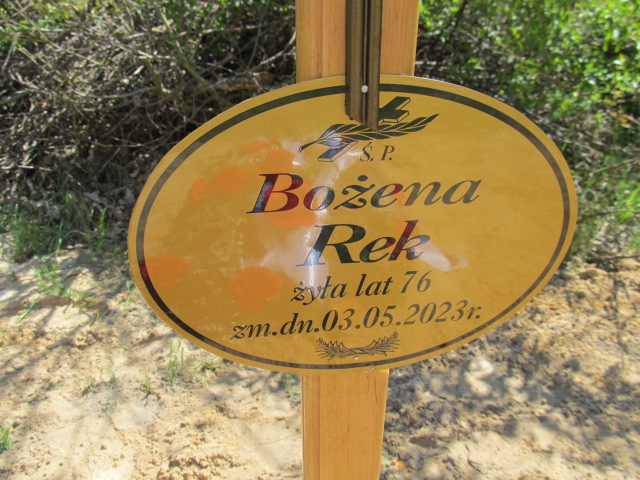 Ś. P.
Bożena
Rek
żyła lat 76
zm.dn.03.05.2023r.